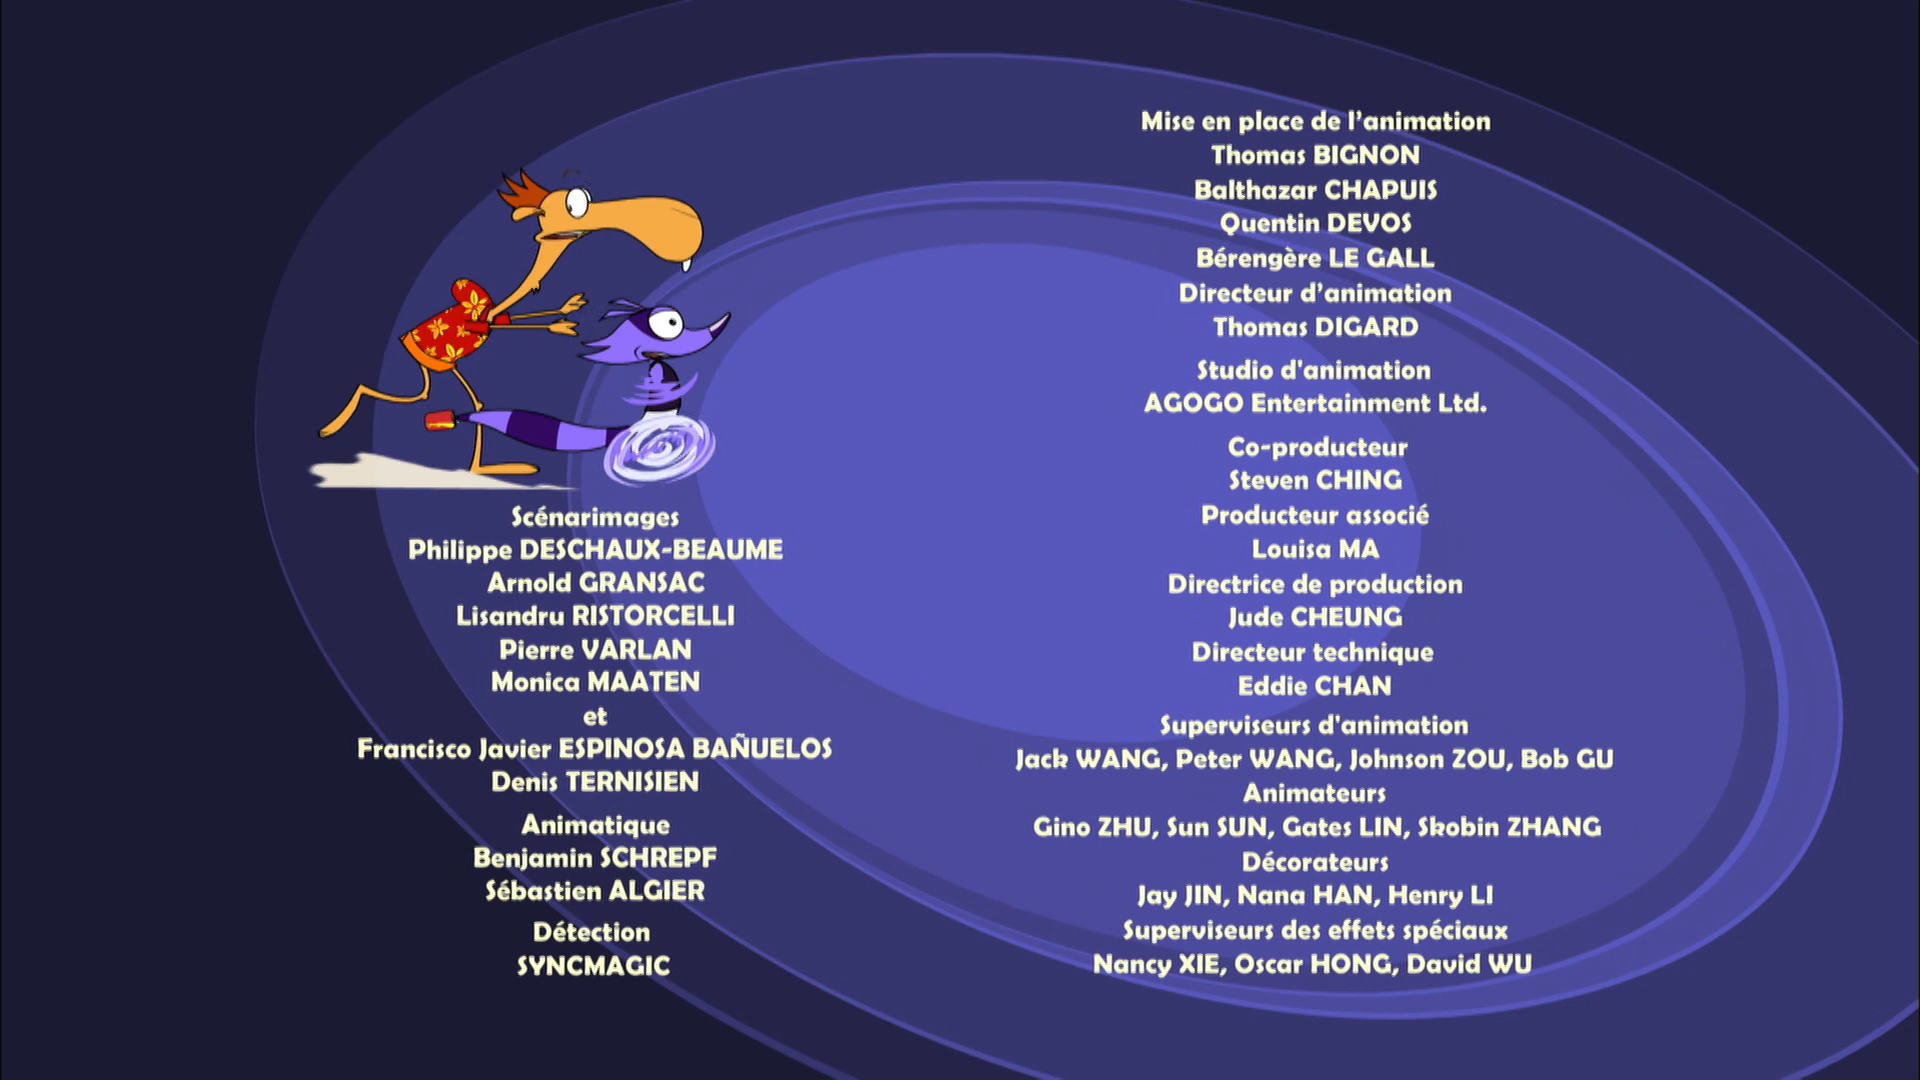 Scénarimages
Philippe DESCHAUX-BEAUME
Arnold GRANSAC
Lisandru RISTORCELLI
Pierre VARLAN
Monica MAATEN
et
Francisco Javier ESPINOSA BAÑUELOS
Denis TERNISIEN
Animatique
Benjamin SCHREPF
Sébastien ALGIER
Détection
SYNCMAGIC
Mise en place de l’animation
Thomas BIGNON
Balthazar CHAPUIS
Quentin DEVOS
Bérengère LE GALL
Directeur d’animation
Thomas DIGARD
Studio d'animation
AGOGO Entertainment Ltd.
Co-producteur
Steven CHING
Producteur associé
Louisa MA
Directrice de production
Jude CHEUNG
Directeur technique
Eddie CHAN
Superviseurs d'animation
Jack WANG, Peter WANG, Johnson ZOU, Bob GU
Animateurs
Gino ZHU, Sun SUN, Gates LIN, Skobin ZHANG
Décorateurs
Jay JIN, Nana HAN, Henry LI
Superviseurs des effets spéciaux
Nancy XIE, Oscar HONG, David WU